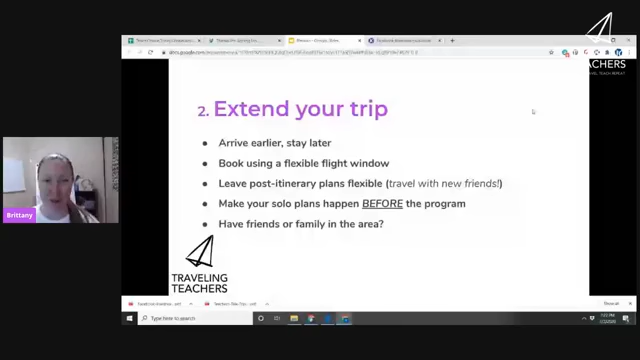 2. Extend your trip
● Arrive earlier, stay later
● Book using a flexible flight window
● Leave post-itinerary plans flexible (travel with new friends!)
● Make your solo plans happen BEFORE the program
● Have friends or family in the area?
TRAVELING
TEACHERS
Brittany
Type here to search
Show all